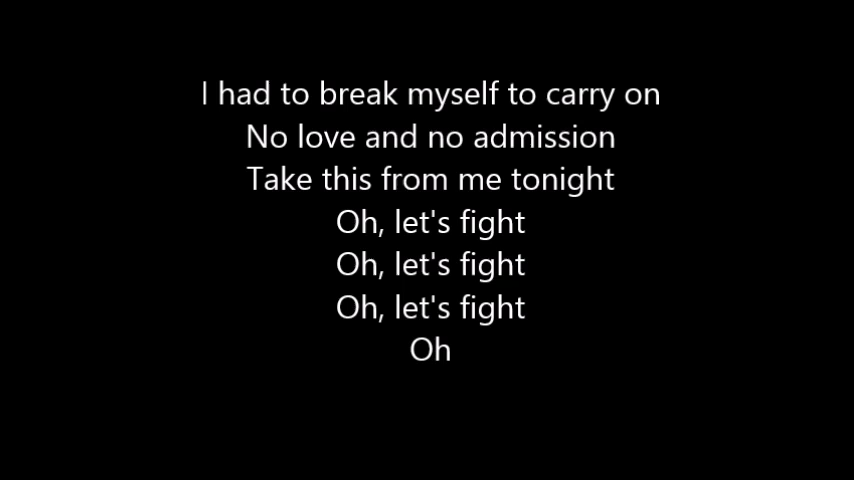 I had to break myself to carry on
No love and no admission
Take this from me tonight
Oh, let's fight
Oh, let's fight
Oh, let's fight
Oh